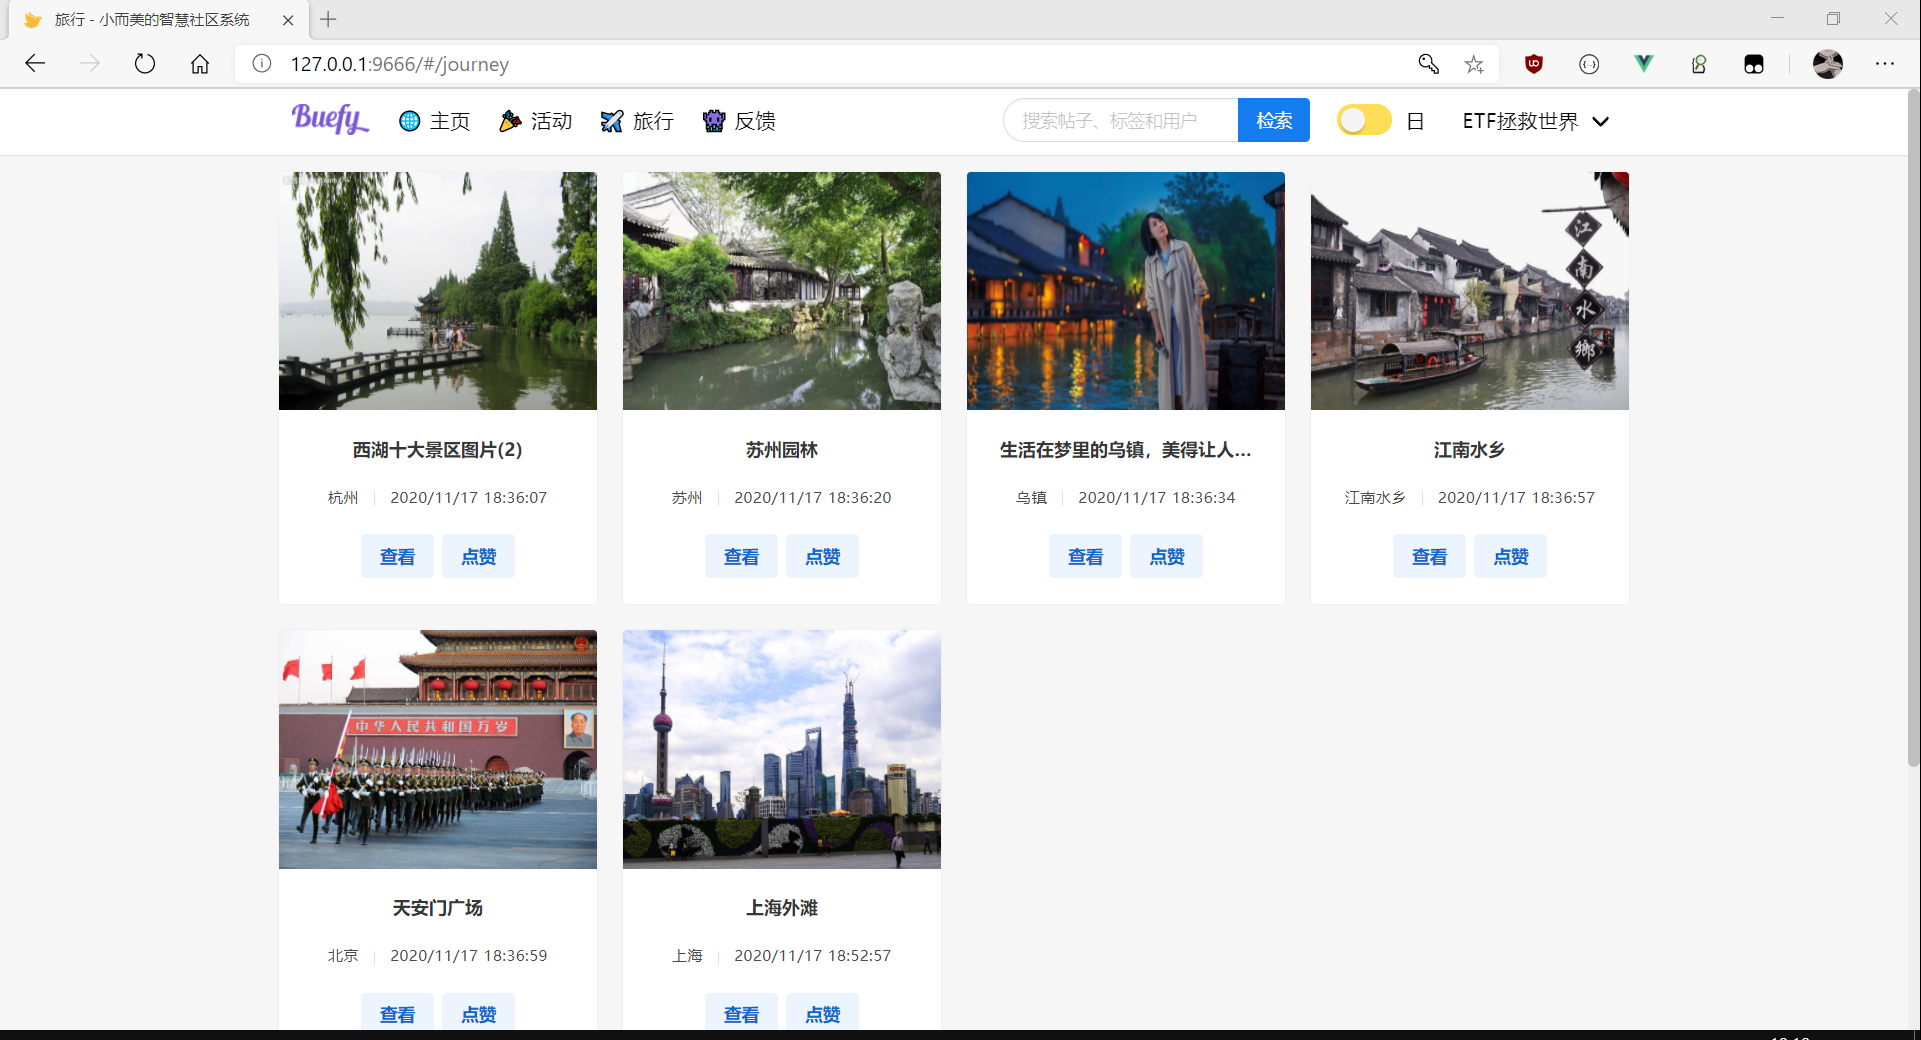 旅行 - 小而美的智慧社区系统
127.0.0.1:9666/#/journey
Buefy 主页 活动 旅行 反馈 搜索帖子、标签和用户 检索 日 ETF拯救世界
江
南
水
鄉
西湖十大景区图片(2)
杭州 2020/11/17 18:36:07
查看 点赞
苏州园林
苏州 2020/11/17 18:36:20
查看 点赞
生活在梦里的乌镇，美得让人...
乌镇 2020/11/17 18:36:34
查看 点赞
江南水乡
江南水乡 2020/11/17 18:36:57
查看 点赞
中华人民共和国万岁
天安门广场
北京 2020/11/17 18:36:59
查看 点赞
上海外滩
上海 2020/11/17 18:52:57
查看 点赞